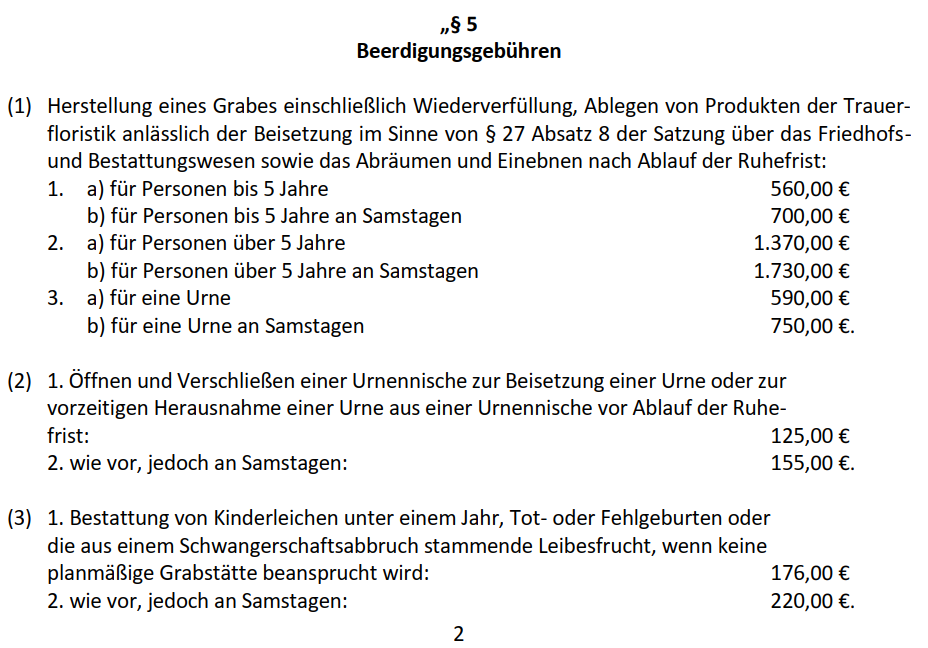 „§ 5
Beerdigungsgebühren
(1) Herstellung eines Grabes einschließlich Wiederverfüllung, Ablegen von Produkten der Trauer-
floristik anlässlich der Beisetzung im Sinne von § 27 Absatz 8 der Satzung über das Friedhofs-
und Bestattungswesen sowie das Abräumen und Einebnen nach Ablauf der Ruhefrist:
1. a) für Personen bis 5 Jahre 560,00 €
b) für Personen bis 5 Jahre an Samstagen 700,00 €
2. a) für Personen über 5 Jahre 1.370,00 €
b) für Personen über 5 Jahre an Samstagen 1.730,00 €
3. a) für eine Urne 590,00 €
b) für eine Urne an Samstagen 750,00 €.
(2) 1. Öffnen und Verschließen einer Urnennische zur Beisetzung einer Urne oder zur
vorzeitigen Herausnahme einer Urne aus einer Urnennische vor Ablauf der Ruhe-
frist: 125,00 €
2. wie vor, jedoch an Samstagen: 155,00 €.
(3) 1. Bestattung von Kinderleichen unter einem Jahr, Tot- oder Fehlgeburten oder
die aus einem Schwangerschaftsabbruch stammende Leibesfrucht, wenn keine
planmäßige Grabstätte beansprucht wird: 176,00 €
2. wie vor, jedoch an Samstagen: 220,00 €.
2